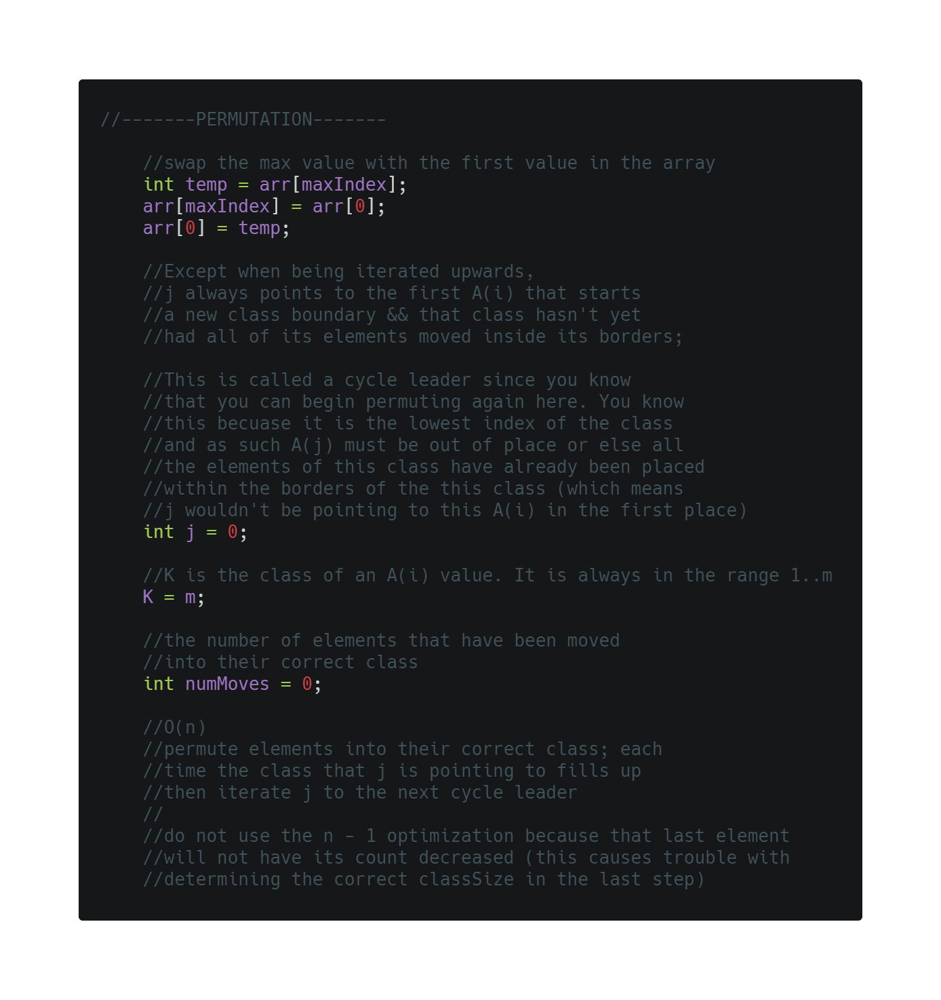 //-------PERMUTATION-------
//swap the max value with the first value in the array
int temp = arr[maxIndex];
arr[maxIndex] = arr[0];
arr[0] = temp;
//Except when being iterated upwards,
//j always points to the first A(i) that starts
//a new class boundary && that class hasn't yet
//had all of its elements moved inside its borders;
//This is called a cycle leader since you know
//that you can begin permuting again here. You know
//this becuase it is the lowest index of the class
//and as such A(j) must be out of place or else all
//the elements of this class have already been placed
//within the borders of the this class (which means
//j wouldn't be pointing to this A(i) in the first place)
int j = 0;
//K is the class of an A(i) value. It is always in the range 1..m
K = m;
//the number of elements that have been moved
//into their correct class
int numMoves = 0;
//O(n)
//permute elements into their correct class; each
//time the class that j is pointing to fills up
//then iterate j to the next cycle leader
//
//do not use the n - 1 optimization because that last element
//will not have its count decreased (this causes trouble with
//determining the correct classSize in the last step)